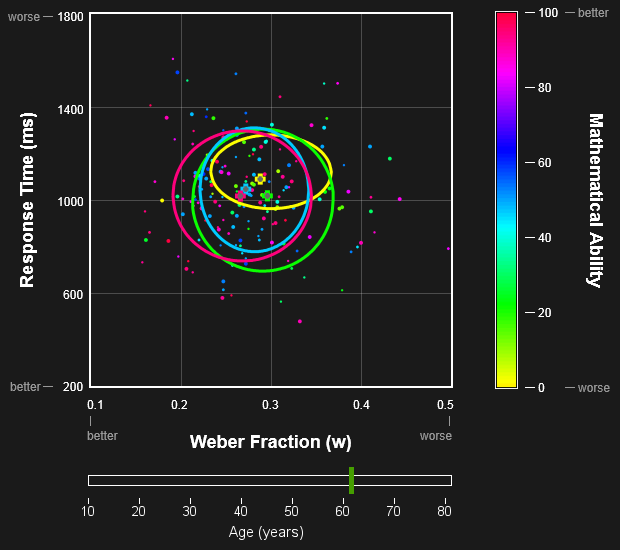 worse
1800
1400
1000
600
better
200
Response Time (ms)
0.1
0.2
0.3
0.4
0.5
better
worse
Weber Fraction (w)
10
20
30
40
50
60
70
80
Age (years)
100
better
80
60
40
20
0
worse
Mathematical Ability